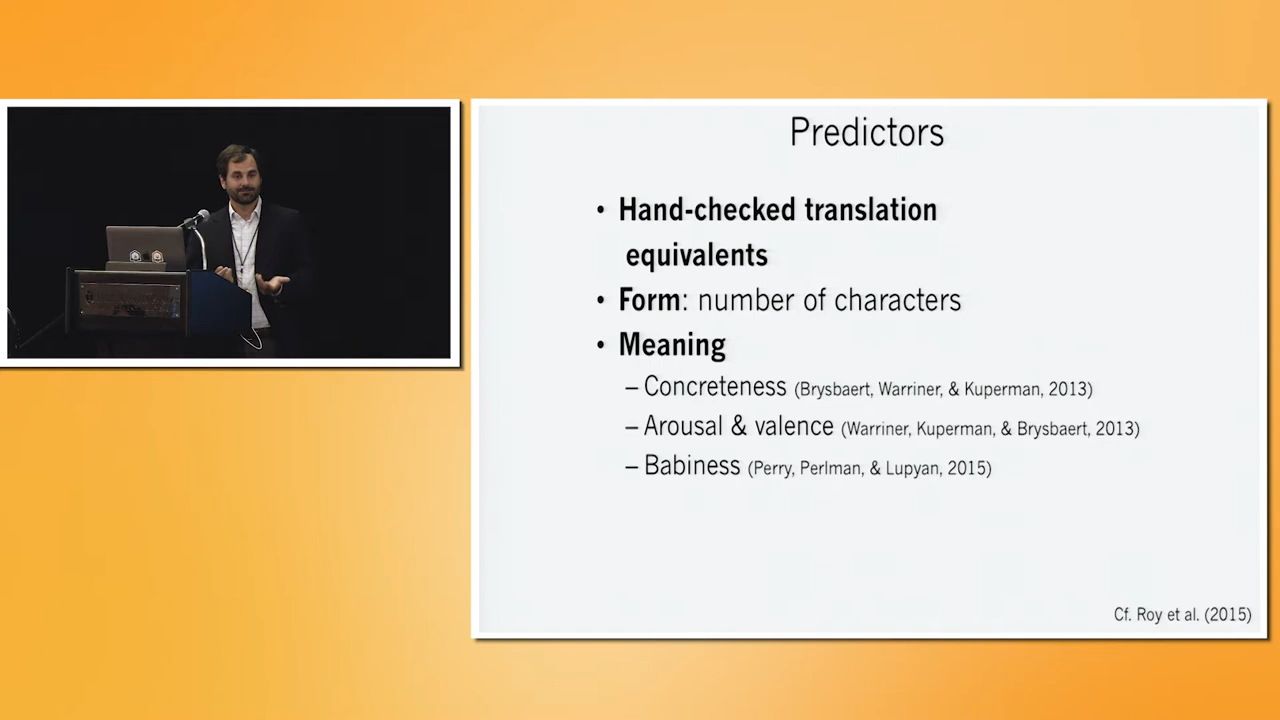 Predictors
• Hand-checked translation
equivalents
• Form: number of characters
• Meaning
– Concreteness (Brysbaert, Warriner, & Kuperman, 2013)
– Arousal & valence (Warriner, Kuperman, & Brysbaert, 2013)
– Babiness (Perry, Perlman, & Lupyan, 2015)
Cf. Roy et al. (2015)